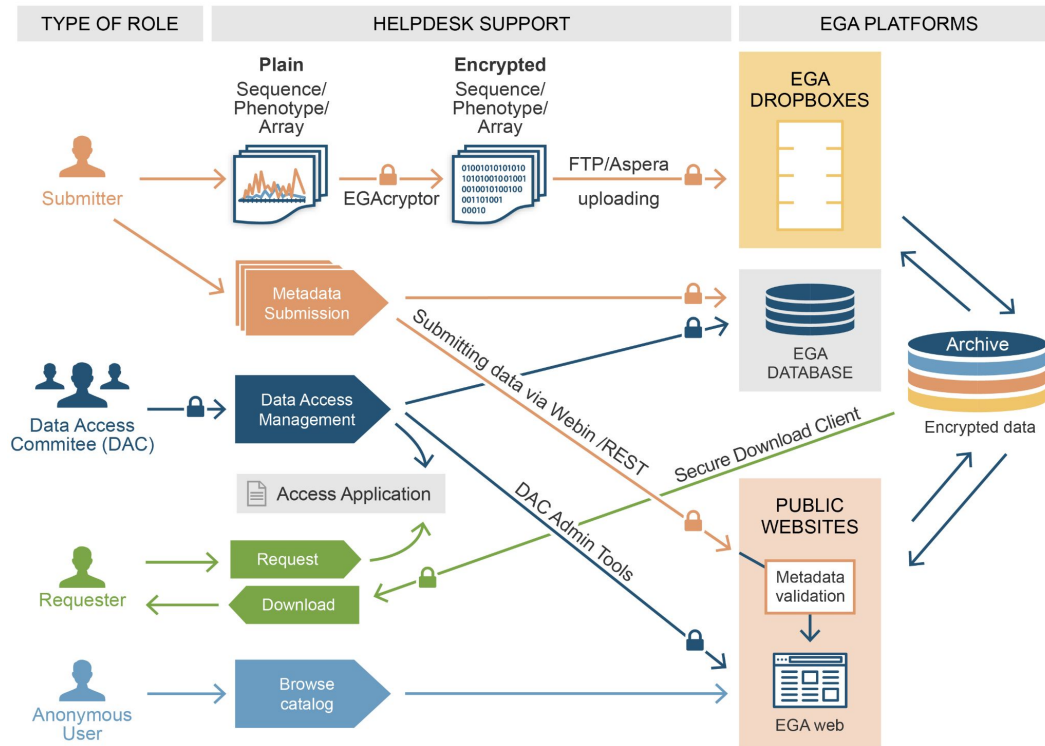 TYPE OF ROLE
HELPDESK SUPPORT
EGA PLATFORMS
Plain
Sequence/
Phenotype/
Array
Encrypted
Sequence/
Phenotype/
Array
EGA
DROPBOXES
Submitter
EGAcryptor
01001010101010
10101001001001
0010010100100
001101001
00010
FTP/Aspera
uploading
Metadata
Submission
Submitting data via Webin /REST
EGA
DATABASE
Archive
Encrypted data
Data Access
Commitee (DAC)
Data Access
Management
Secure Download Client
Access Application
DAC Admin Tools
PUBLIC
WEBSITES
Requester
Request
Download
Metadata
validation
Anonymous
User
Browse
catalog
EGA web